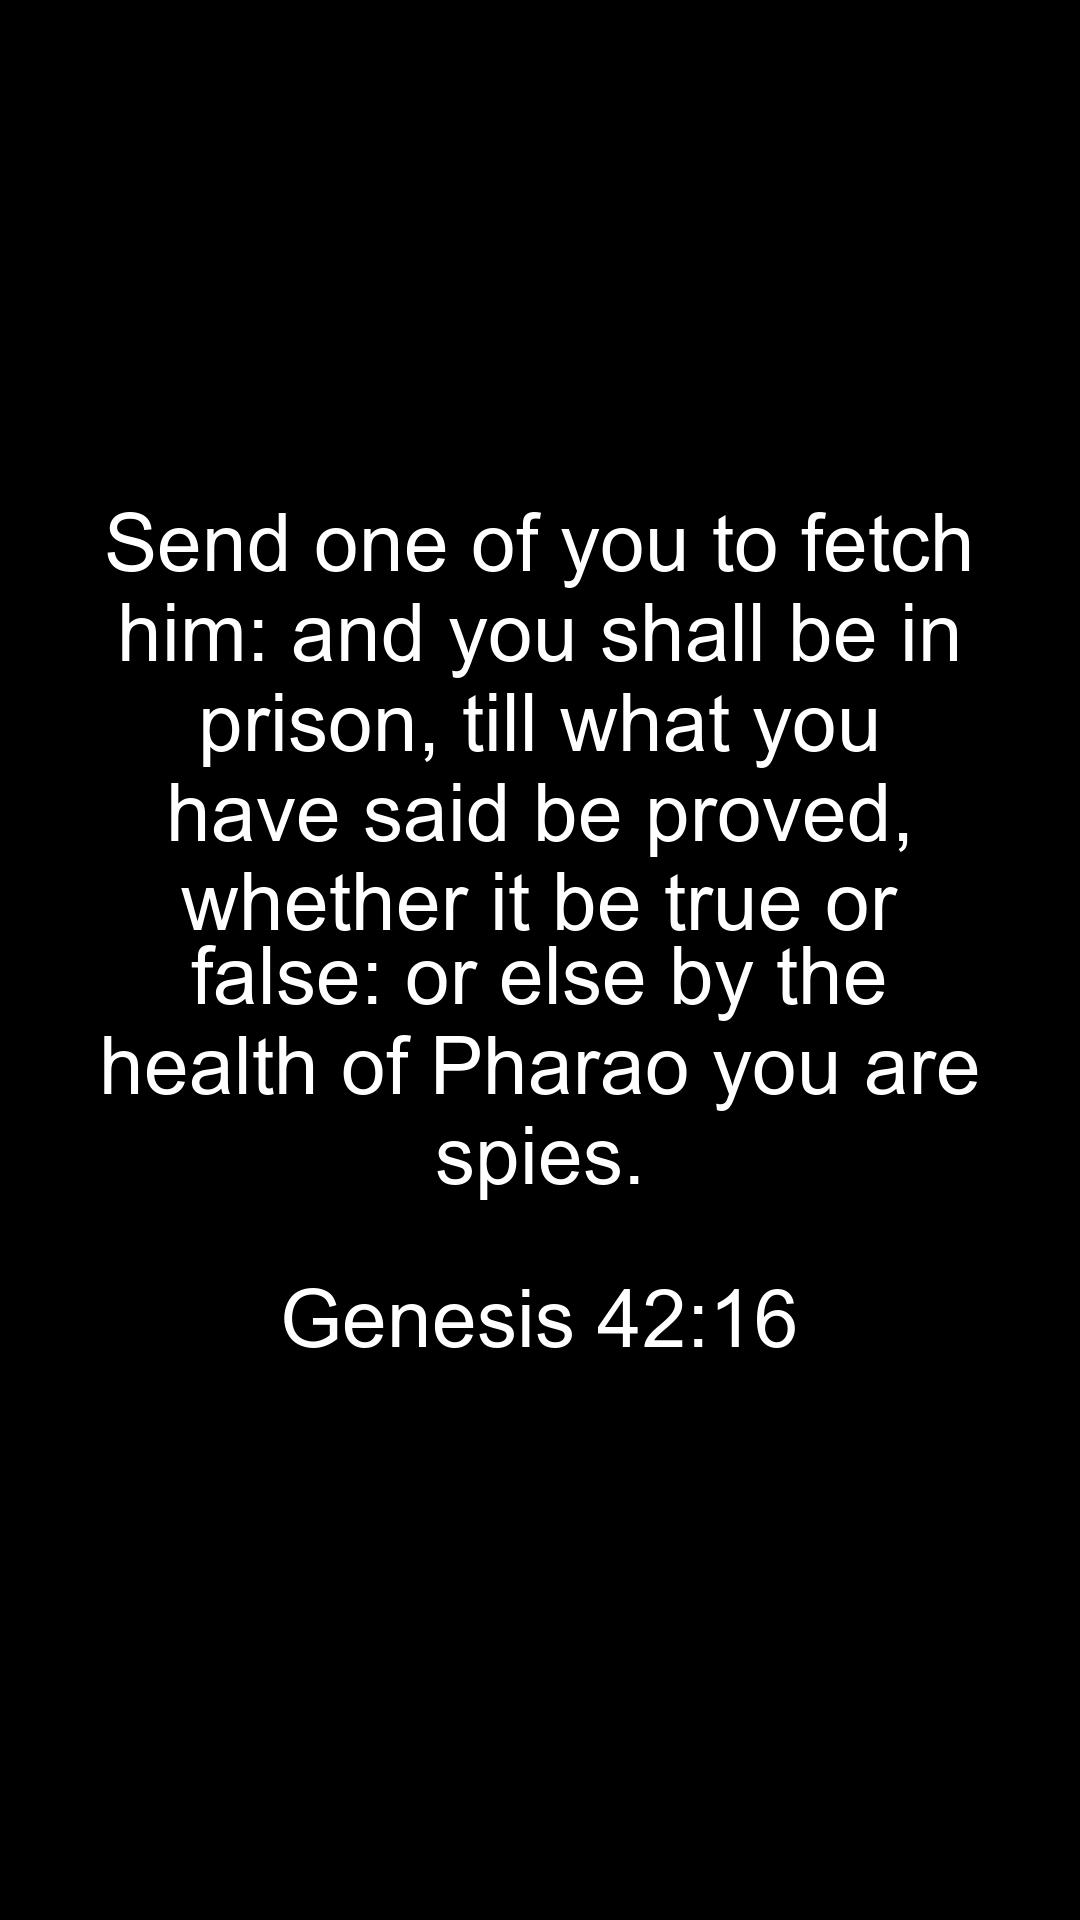 Send one of you to fetch
him: and you shall be in
prison, till what you
have said be proved,
whether it be true or
false: or else by the
health of Pharao you are
spies.
Genesis 42:16